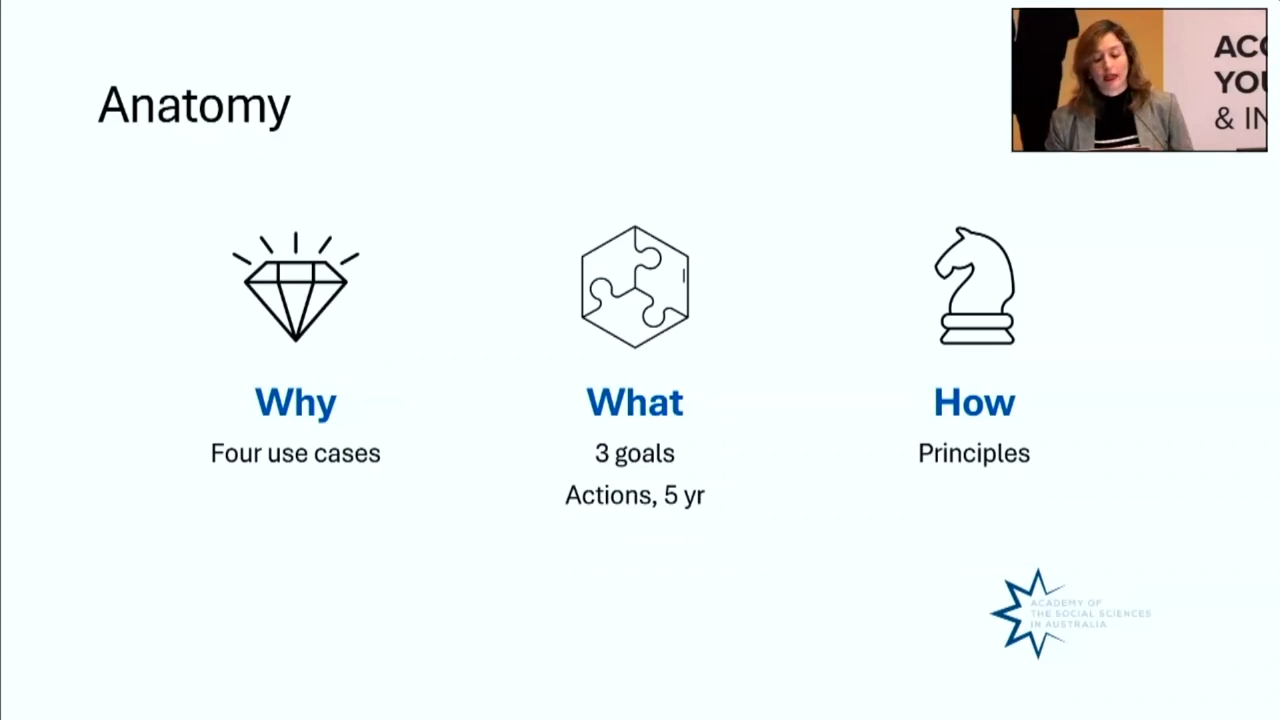 Anatomy
Why
Four use cases
What
3 goals
Actions, 5 yr
How
Principles
ACADEMY OF
THE SOCIAL SCIENCES
IN AUSTRALIA
& IN